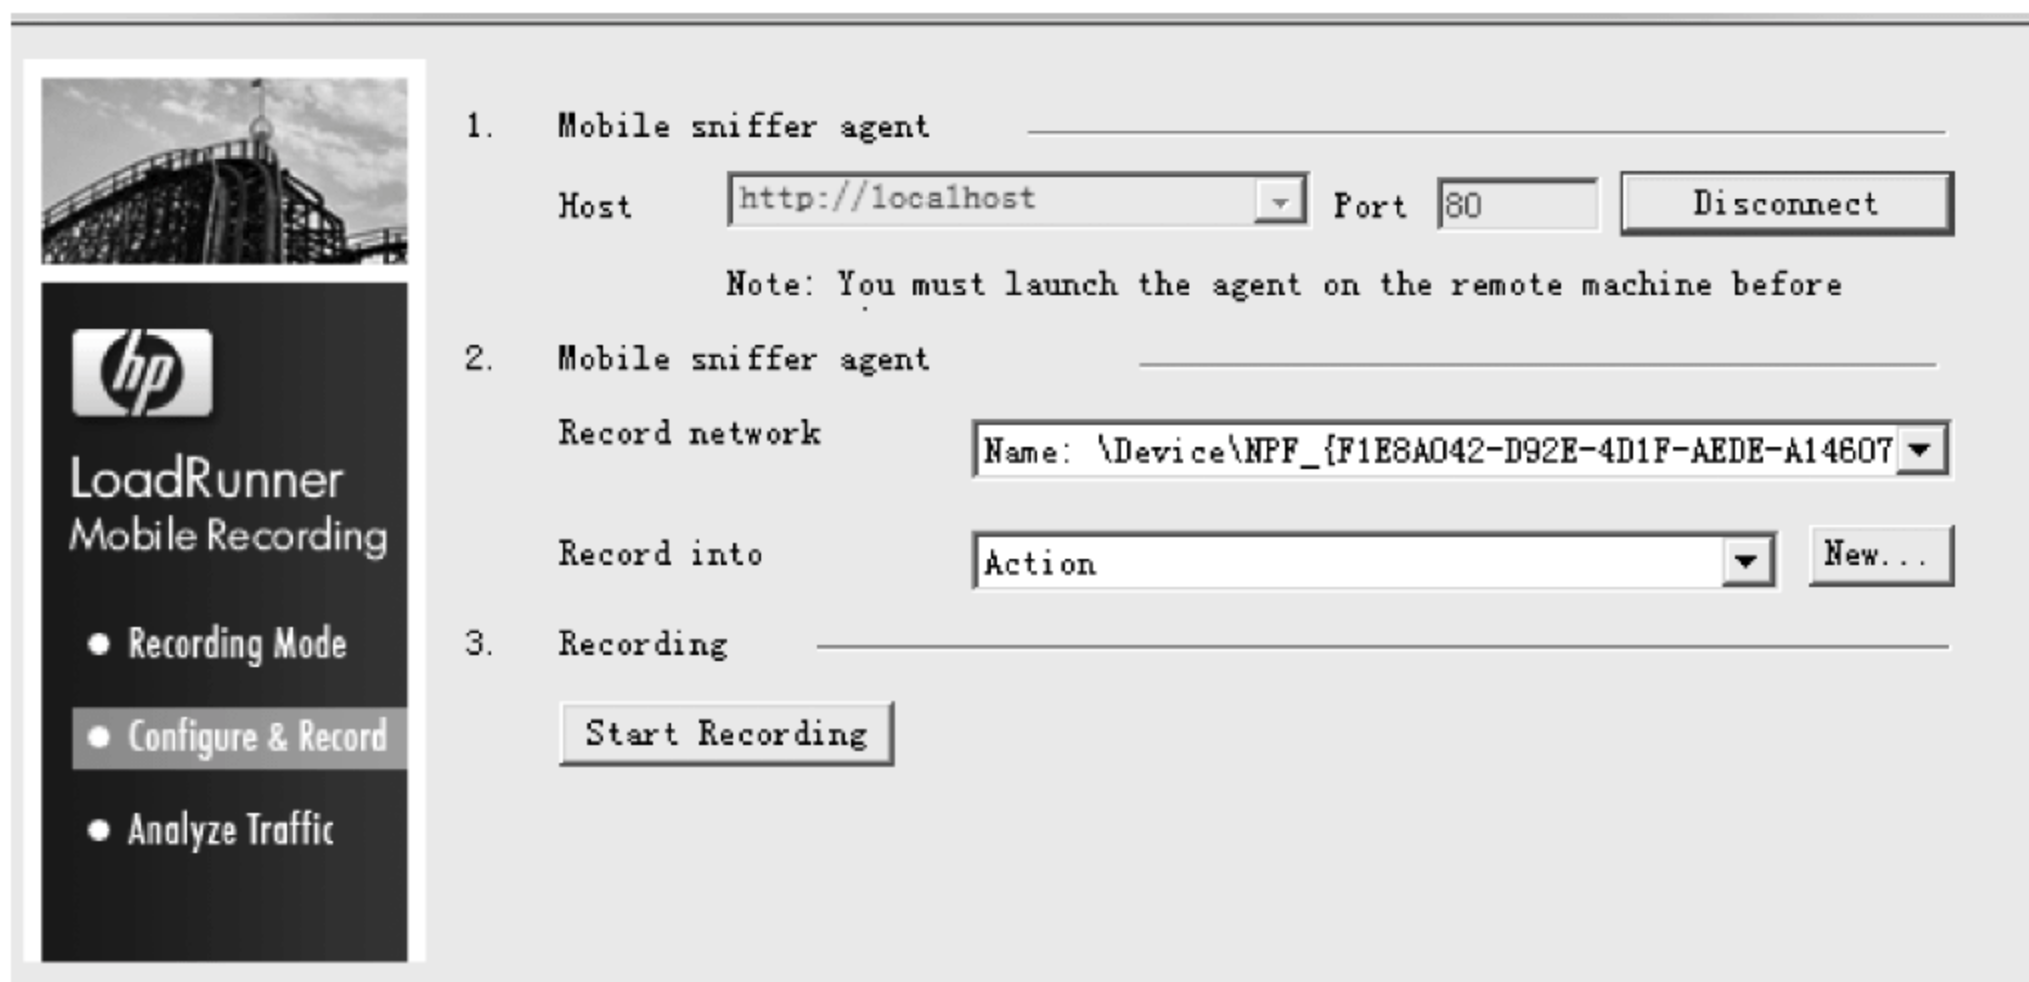 hp
LoadRunner
Mobile Recording
Recording Mode
Configure & Record
Analyze Traffic
1. Mobile sniffer agent
Host http://localhost Port 80 Disconnect
Note: You must launch the agent on the remote machine before
2. Mobile sniffer agent
Record network Name: \Device\NPF_{F1E8A042-D92E-4D1F-AEDE-A14607
Record into Action New...
3. Recording
Start Recording